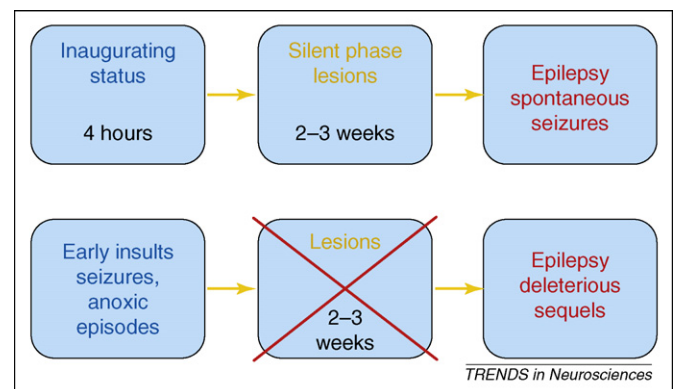 Inaugurating
status
4 hours
Silent phase
lesions
2–3 weeks
Epilepsy
spontaneous
seizures
Early insults
seizures,
anoxic
episodes
Lesions
2–3
weeks
Epilepsy
deleterious
sequels
TRENDS in Neurosciences